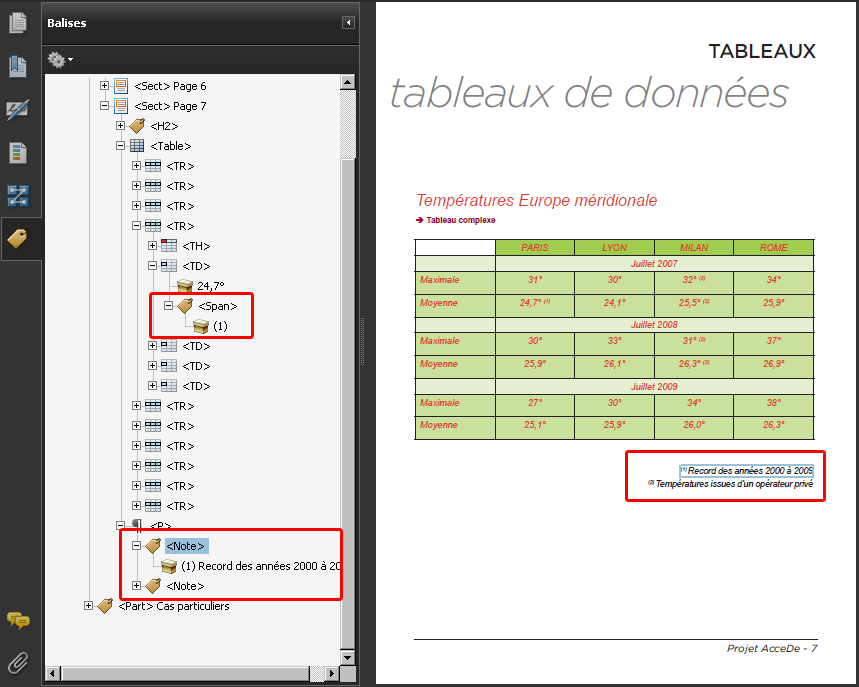 Balises
<Sect> Page 6
<Sect> Page 7
<H2>
<Table>
<TR>
<TR>
<TR>
<TR>
<TH>
<TD>
24,7°
<Span>
(1)
<TD>
<TD>
<TD>
<TR>
<TR>
<TR>
<TR>
<TR>
<TR>
<P>
<Note>
(1) Record des années 2000 à 20
<Note>
<Part> Cas particuliers
TABLEAUX
tableaux de données
Températures Europe méridionale
➔ Tableau complexe
PARIS LYON MILAN ROME
Juillet 2007
Maximale 31° 30° 32° (2) 34°
Moyenne 24,7° (1) 24,1° 25,5° (2) 25,9°
Juillet 2008
Maximale 30° 33° 31° (2) 37°
Moyenne 25,9° 26,1° 26,3° (2) 26,9°
Juillet 2009
Maximale 27° 30° 34° 38°
Moyenne 25,1° 25,9° 26,0° 26,3°
(1) Record des années 2000 à 2009
(2) Températures issues d'un opérateur privé
Projet AcceDe - 7